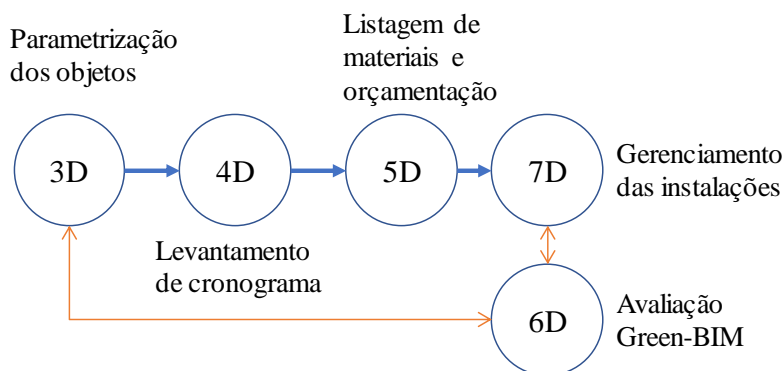 Parametrização
dos objetos
Listagem de
materiais e
orçamentação
3D
4D
5D
7D
Gerenciamento
das instalações
Levantamento
de cronograma
6D
Avaliação
Green-BIM